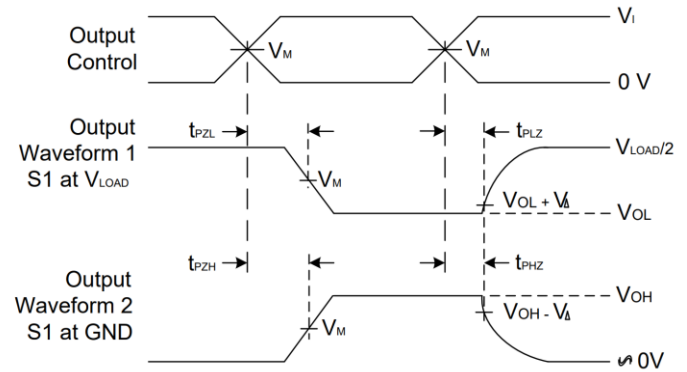 Output
Control
VM
VM
VI
0 V
Output
Waveform 1
S1 at VLOAD
tPZL
tPLZ
VLOAD/2
VM
VOL + VΔ
VOL
Output
Waveform 2
S1 at GND
tPZH
tPHZ
VOH
VM
VOH - VΔ
∽ 0V